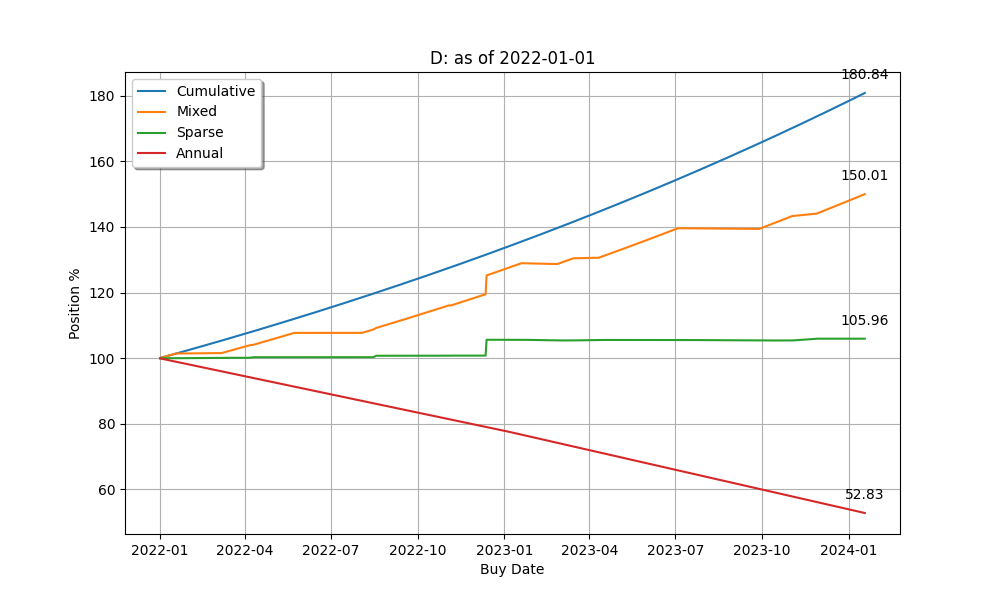 D: as of 2022-01-01
180.84
180
Cumulative
Mixed
Sparse
Annual
160
150.01
140
120
105.96
100
80
60
52.83
Position %
2022-01 2022-04 2022-07 2022-10 2023-01 2023-04 2023-07 2023-10 2024-01
Buy Date